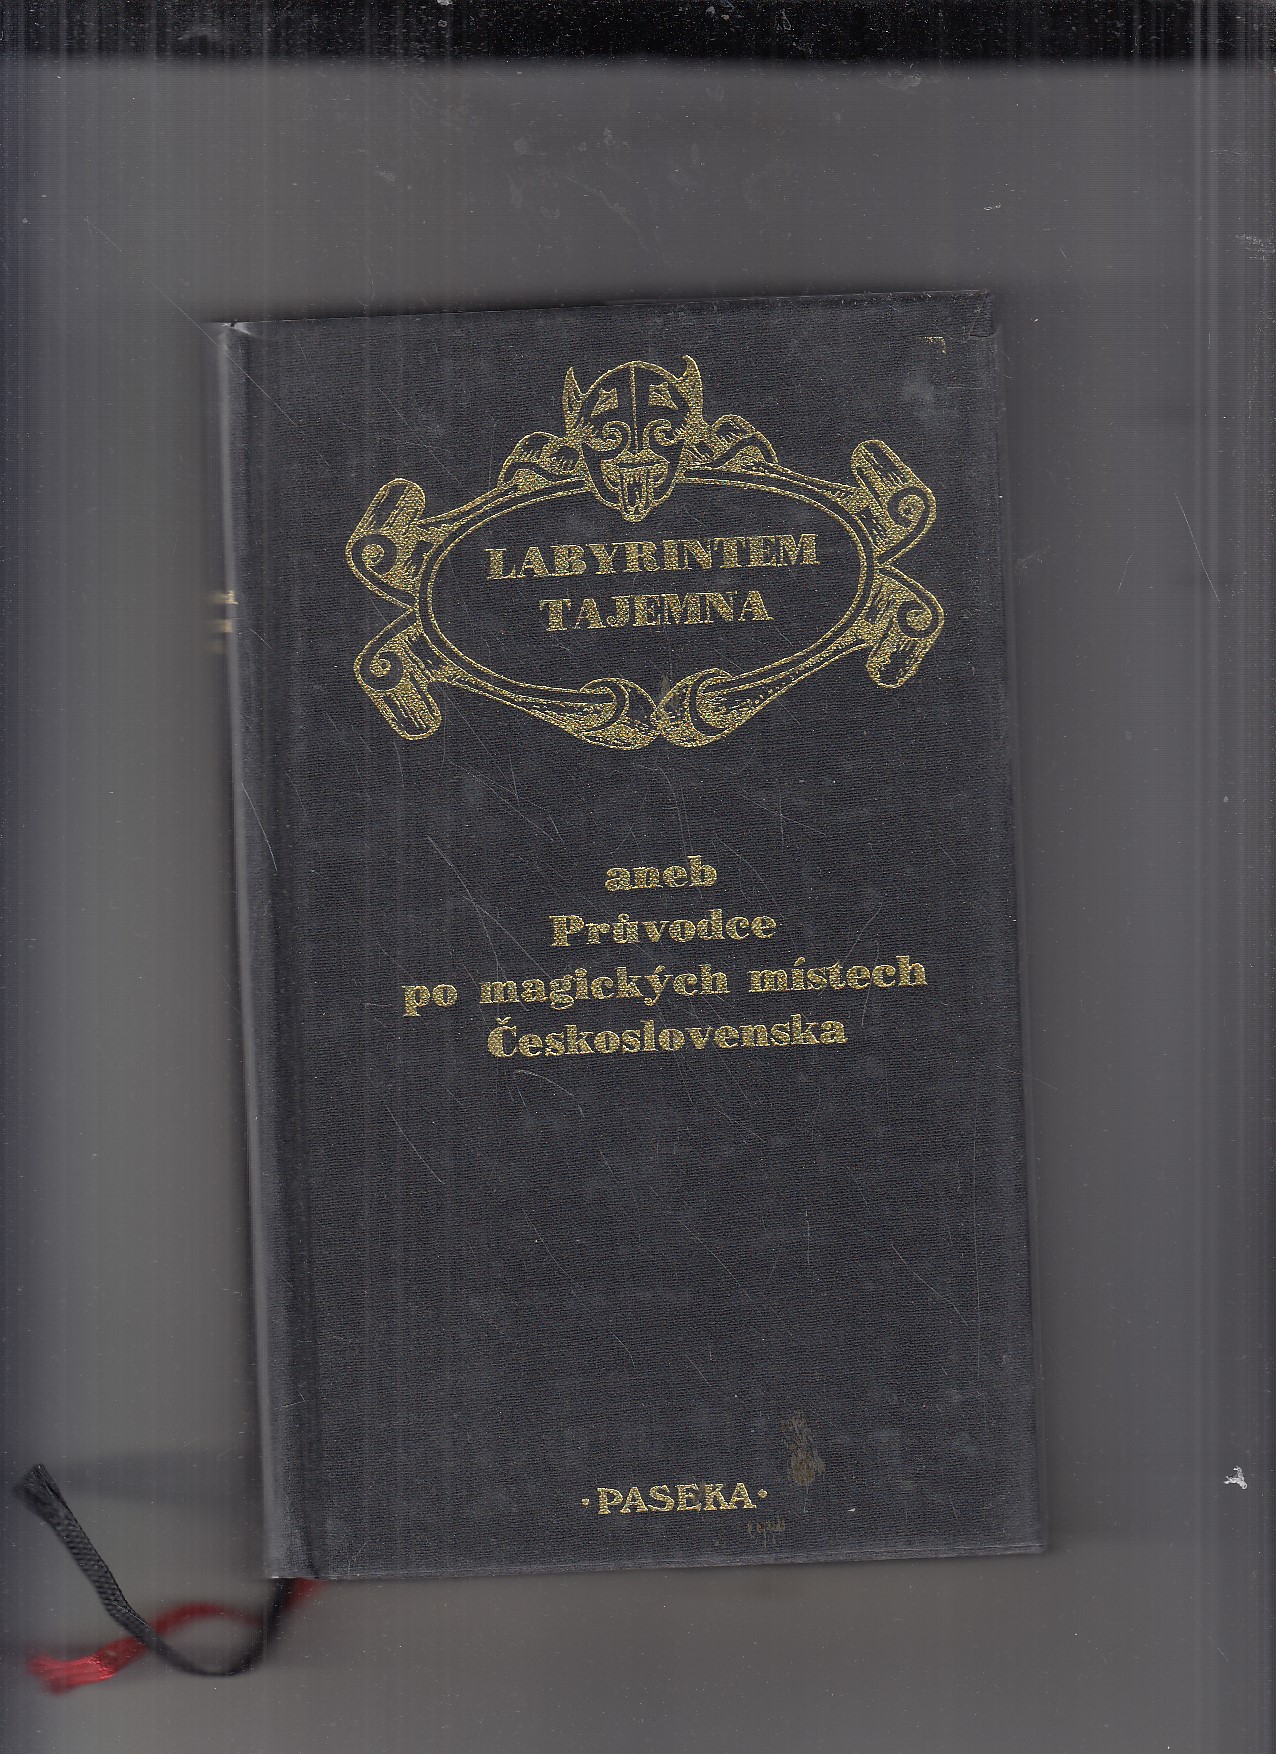 LABYRINTEM
TAJEMNA
aneb
Průvodce
po magických místech
Československa
·PASEKA·